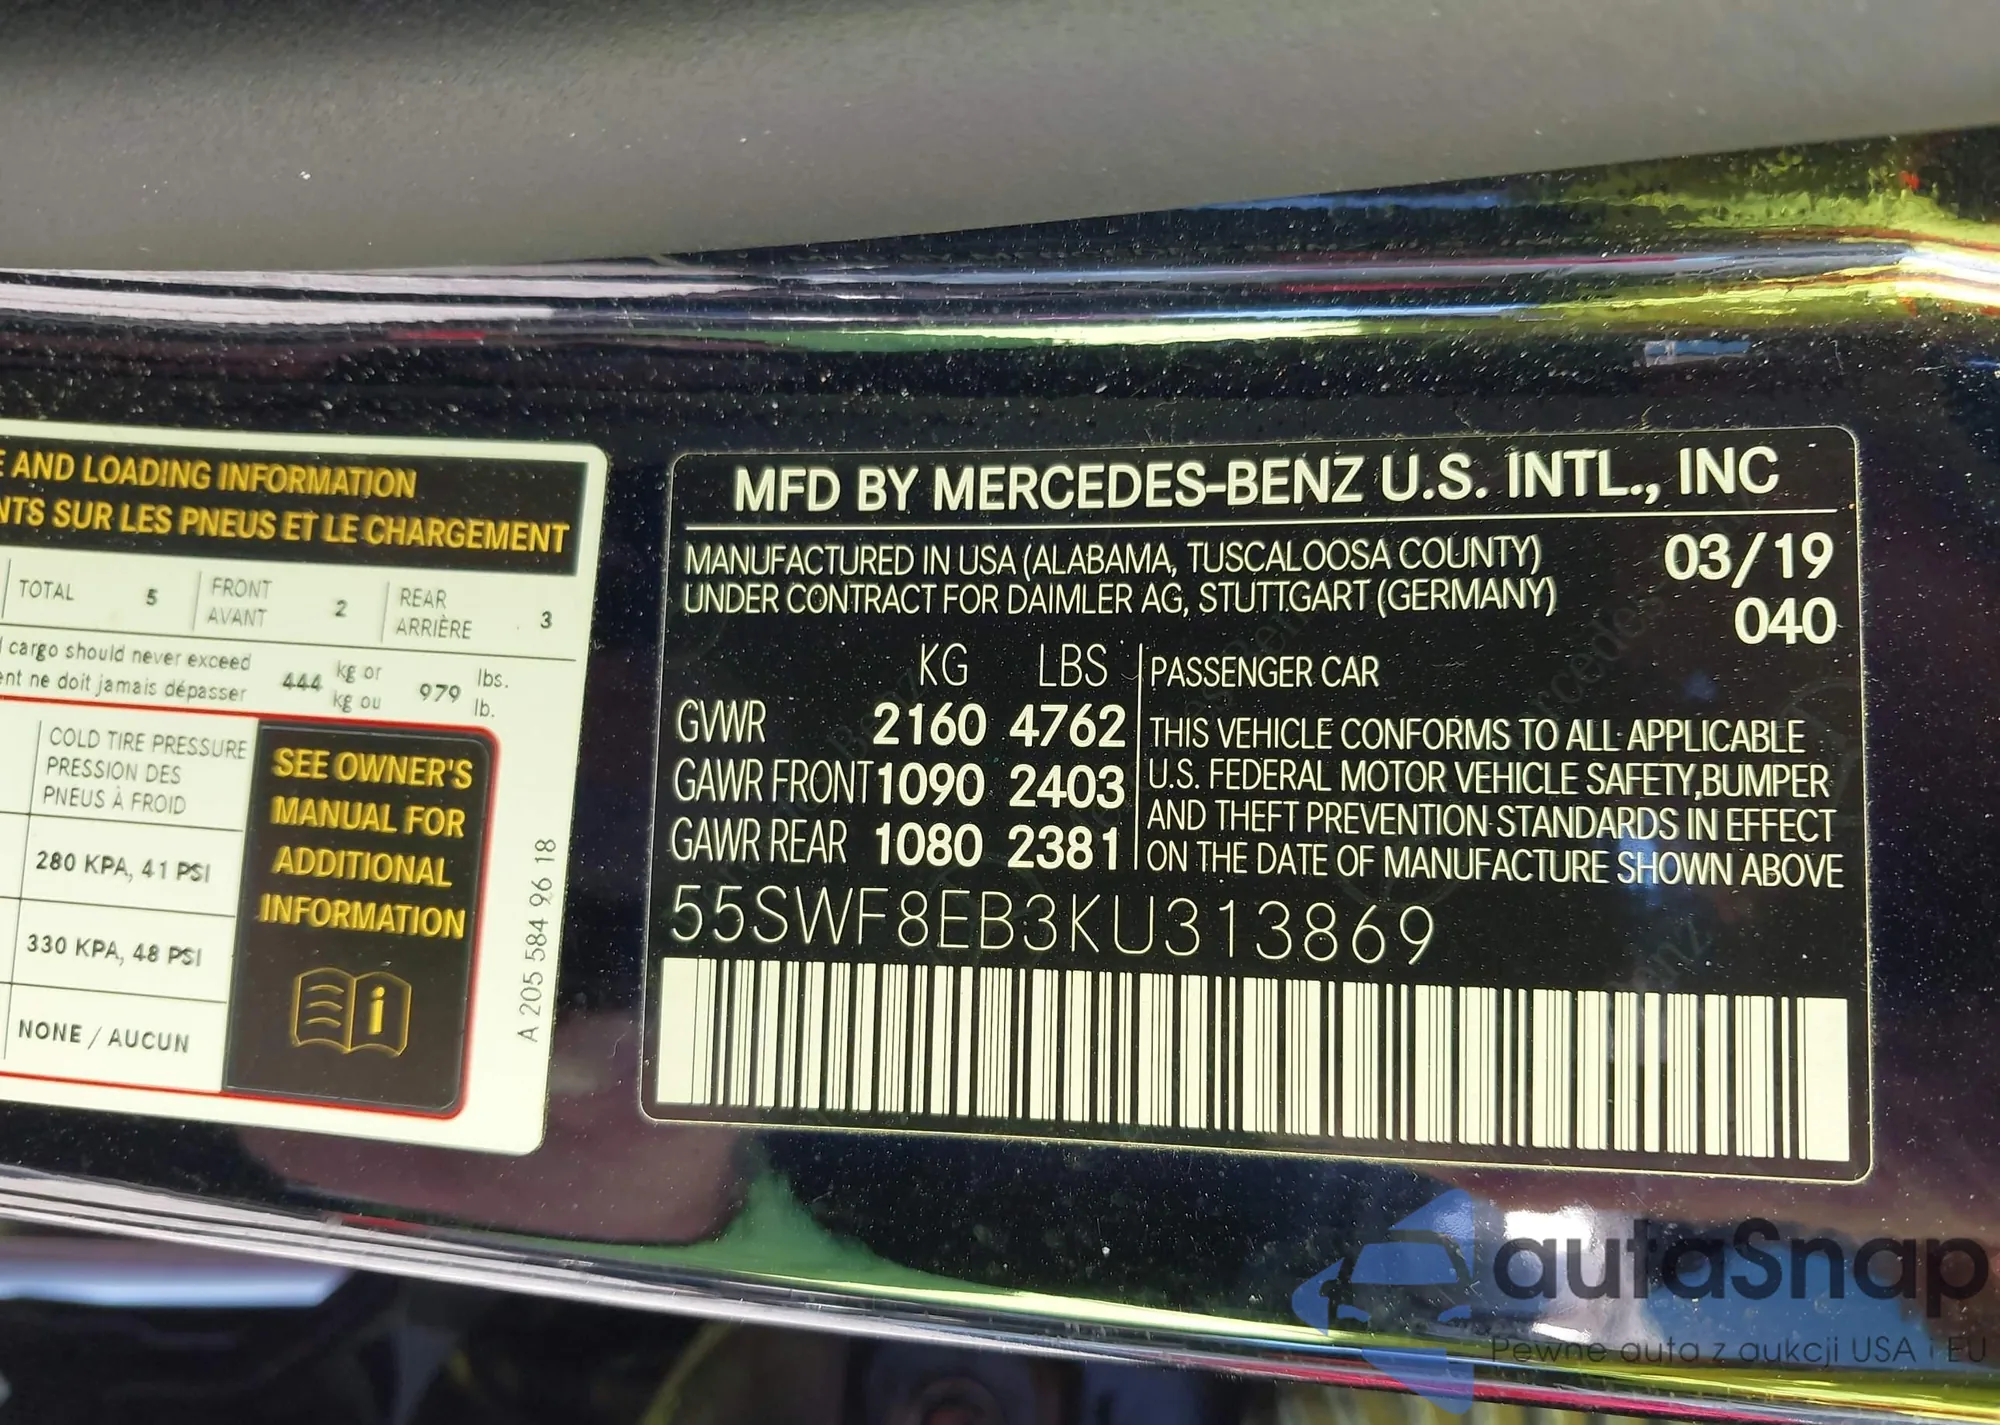 AND LOADING INFORMATION
SUR LES PNEUS ET LE CHARGEMENT
TOTAL 5 FRONT AVANT 2 REAR ARRIÈRE 3
cargo should never exceed
ne doit jamais dépasser
444 kg or 979 lbs.
kg ou lb.
COLD TIRE PRESSURE
PRESSION DES
PNEUS À FROID
280 KPA, 41 PSI
330 KPA, 48 PSI
NONE / AUCUN
SEE OWNER'S
MANUAL FOR
ADDITIONAL
INFORMATION
A 205 584 96 18
MFD BY MERCEDES-BENZ U.S. INTL., INC
MANUFACTURED IN USA (ALABAMA, TUSCALOOSA COUNTY) 03/19
UNDER CONTRACT FOR DAIMLER AG, STUTTGART (GERMANY) 040
KG LBS
GVWR 2160 4762
GAWR FRONT 1090 2403
GAWR REAR 1080 2381
PASSENGER CAR
THIS VEHICLE CONFORMS TO ALL APPLICABLE
U.S. FEDERAL MOTOR VEHICLE SAFETY, BUMPER
AND THEFT PREVENTION STANDARDS IN EFFECT
ON THE DATE OF MANUFACTURE SHOWN ABOVE
55SWF8EB3KU313869
autaSnap
Pewne auta z aukcji USA i EU